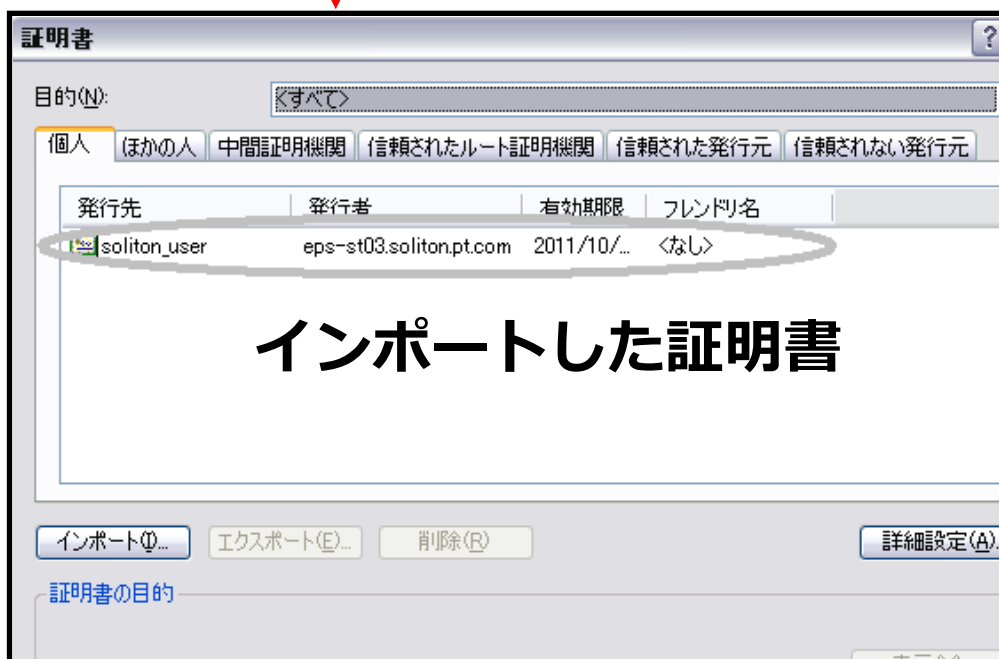 証明書
?
目的(N): <すべて>
個人 ほかの人 中間証明機関 信頼されたルート証明機関 信頼された発行元 信頼されない発行元
発行先 発行者 有効期限 フレンドリ名
soliton_user eps-st03.soliton.pt.com 2011/10/... <なし>
インポートした証明書
インポート(I)... エクスポート(E)... 削除(R) 詳細設定(A).
証明書の目的